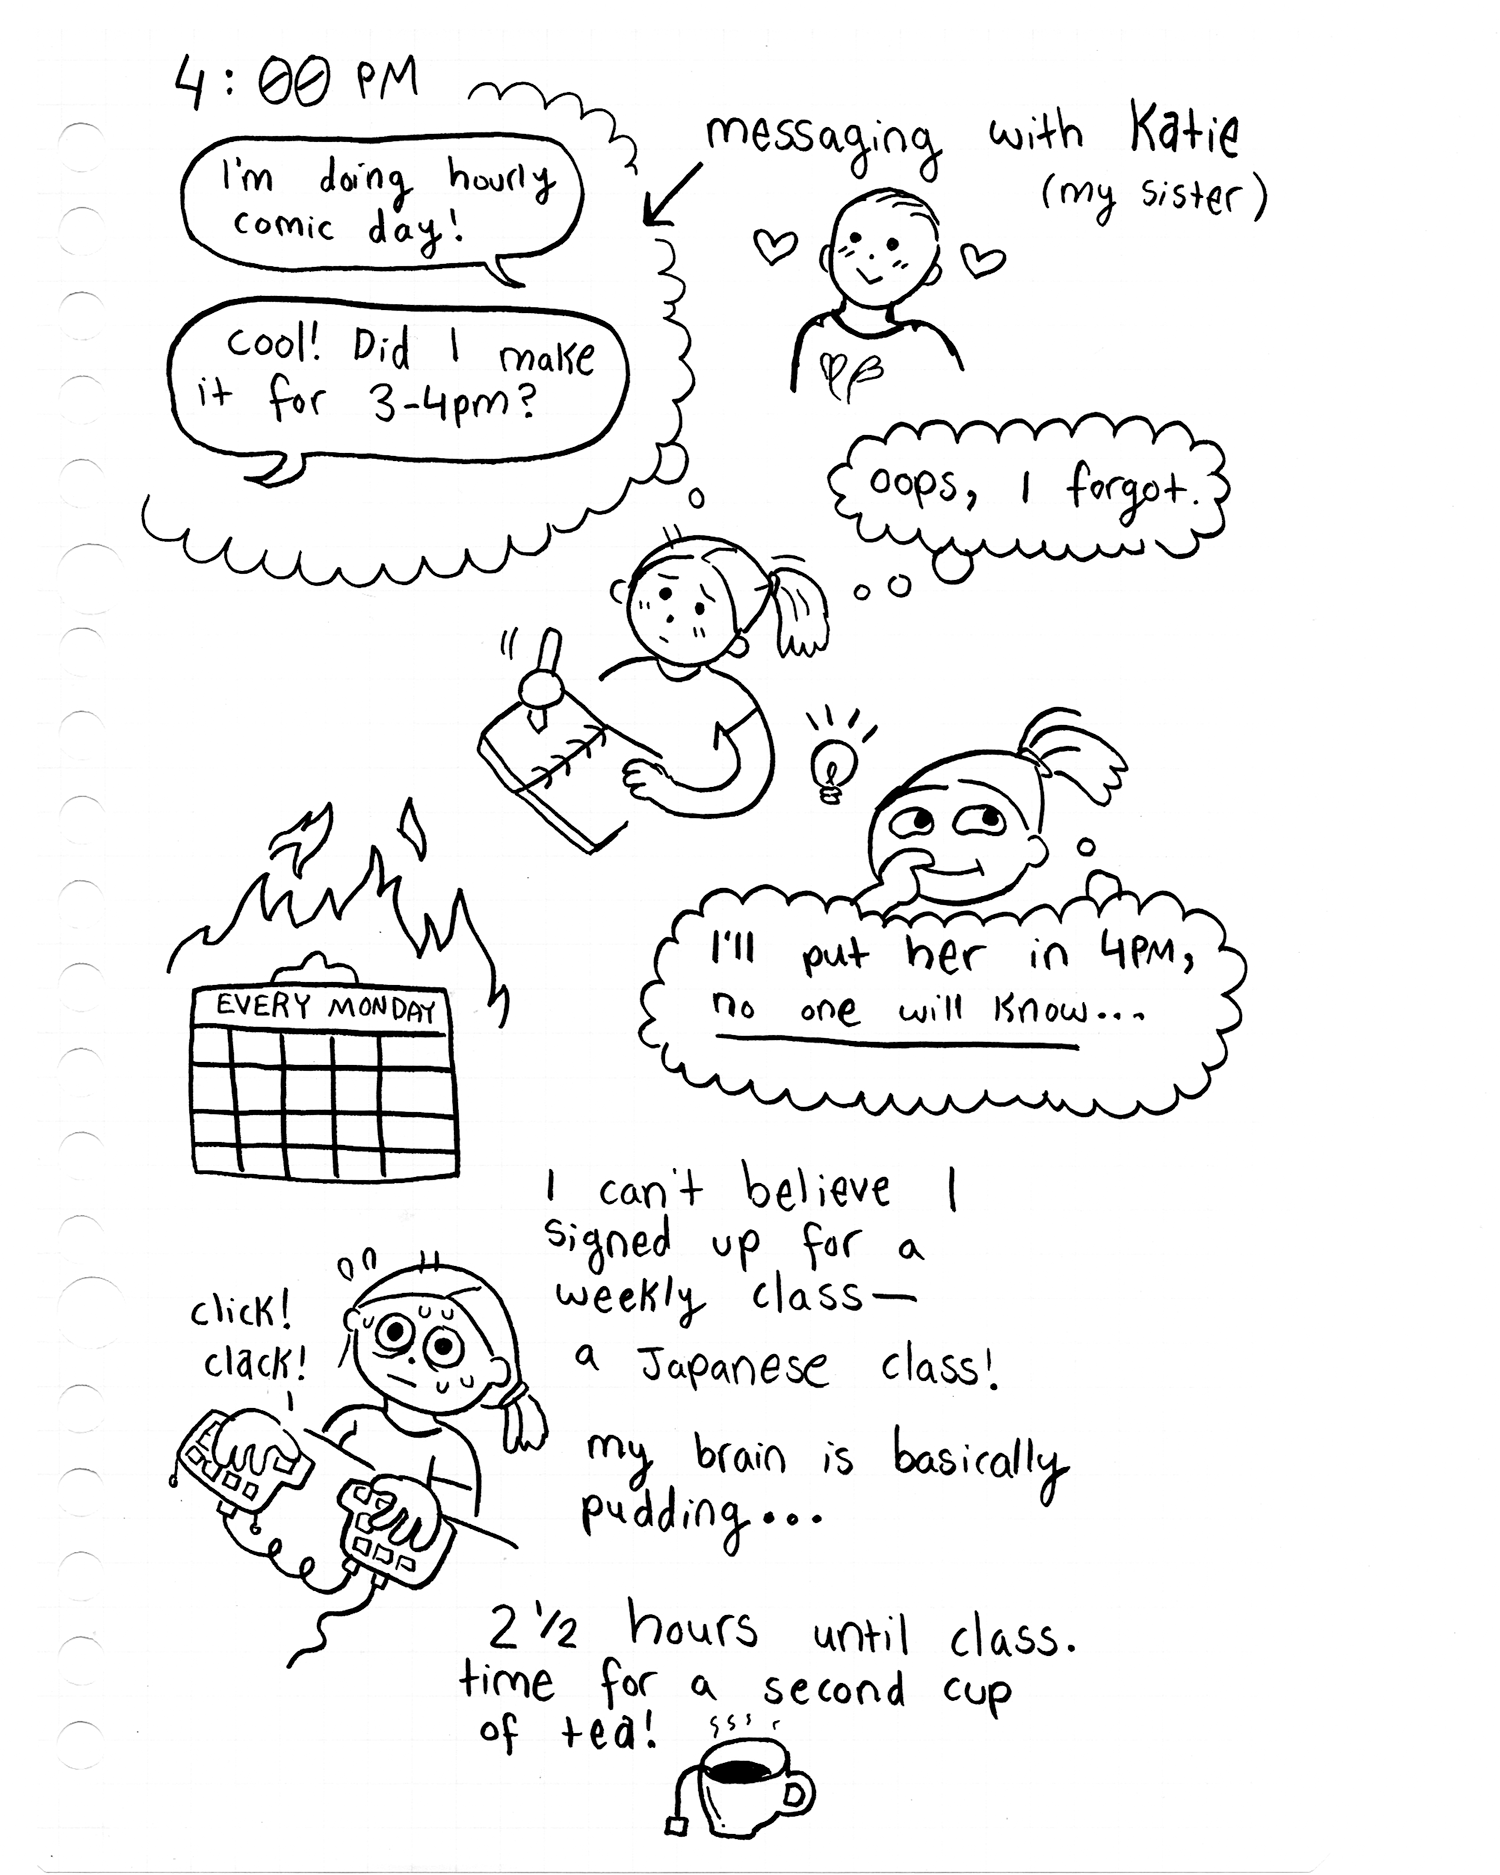 4:00 PM
I'm doing hourly
comic day!
cool! Did I make
it for 3-4pm?
messaging with Katie
(my sister)
oops, I forgot.
I'll put her in 4PM,
no one will know...
EVERY MONDAY
I can't believe I
signed up for a
weekly class—
a Japanese class!
click!
clack!
my brain is basically
pudding...
2 1/2 hours until class.
time for a second cup
of tea!